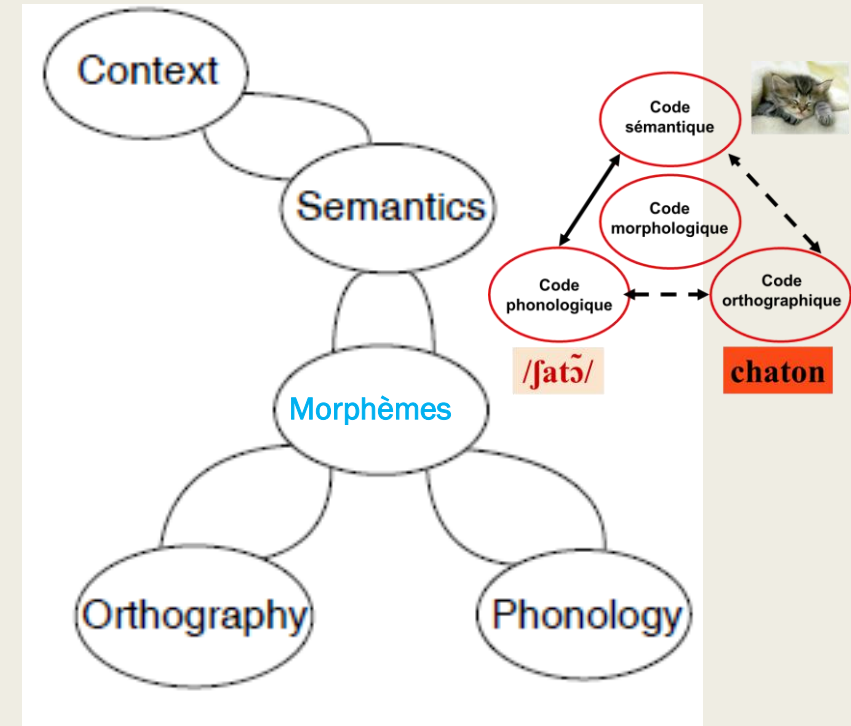 Context
Semantics
Morphèmes
Orthography
Phonology
Code
sémantique
Code
morphologique
Code
phonologique
Code
orthographique
/ʃatɔ̃/
chaton